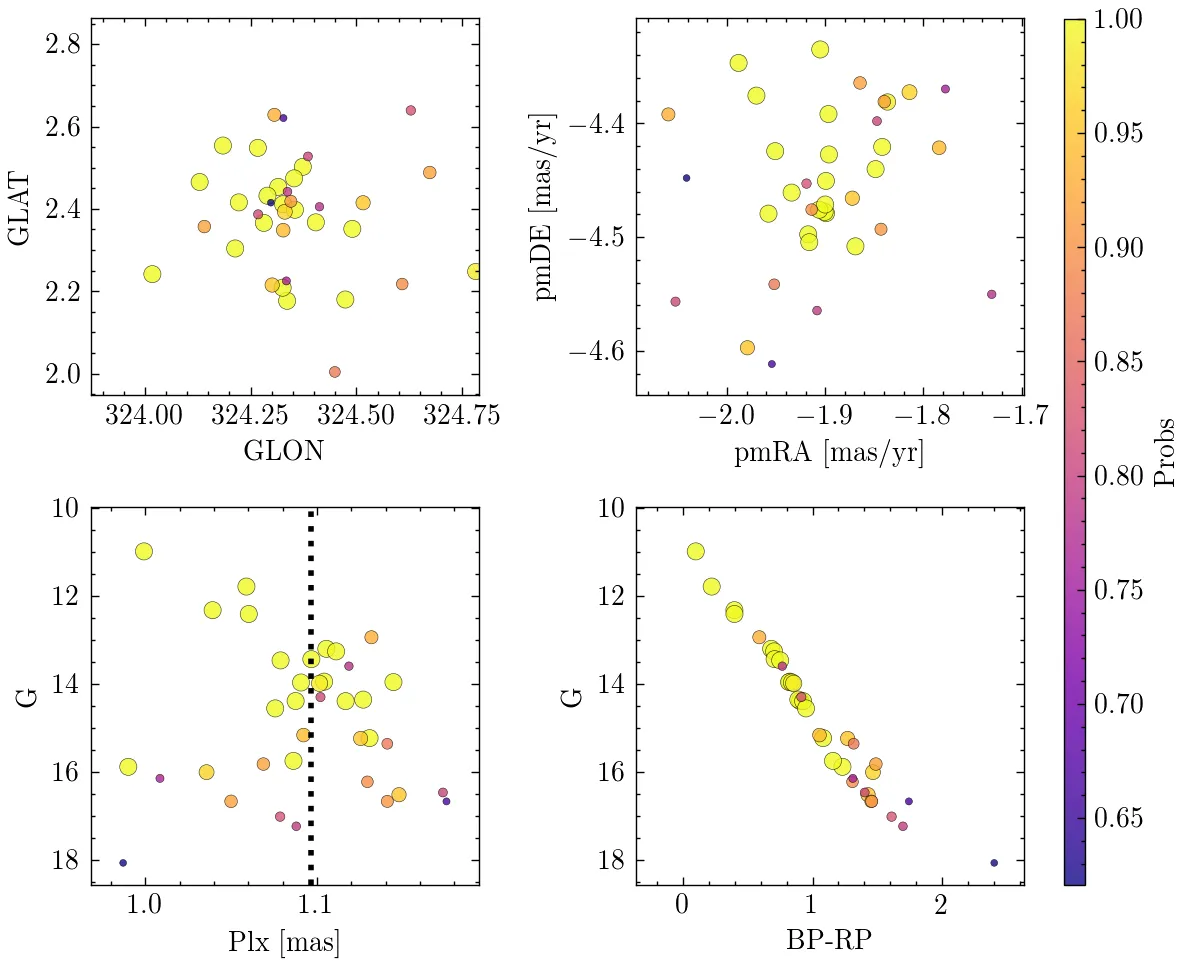 2.8
2.6
2.4
2.2
2.0
GLAT
324.00 324.25 324.50 324.75
GLON
−4.4
−4.5
−4.6
pmDE [mas/yr]
−2.0 −1.9 −1.8 −1.7
pmRA [mas/yr]
10
12
14
16
18
G
1.0 1.1
Plx [mas]
10
12
14
16
18
G
0 1 2
BP-RP
1.00
0.95
0.90
0.85
0.80
0.75
0.70
0.65
Probs